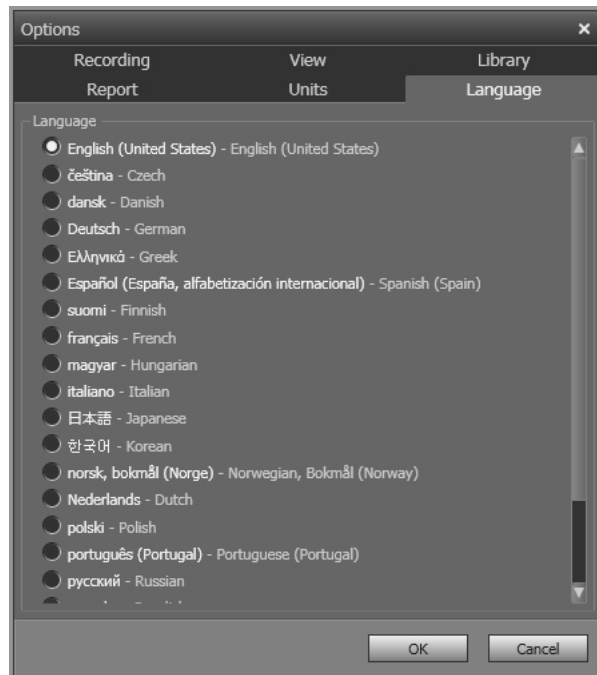 Options
Recording View Library
Report Units Language
Language
English (United States) - English (United States)
čeština - Czech
dansk - Danish
Deutsch - German
Ελληνικά - Greek
Español (España, alfabetización internacional) - Spanish (Spain)
suomi - Finnish
français - French
magyar - Hungarian
italiano - Italian
日本語 - Japanese
한국어 - Korean
norsk, bokmål (Norge) - Norwegian, Bokmål (Norway)
Nederlands - Dutch
polski - Polish
português (Portugal) - Portuguese (Portugal)
русский - Russian
OK Cancel